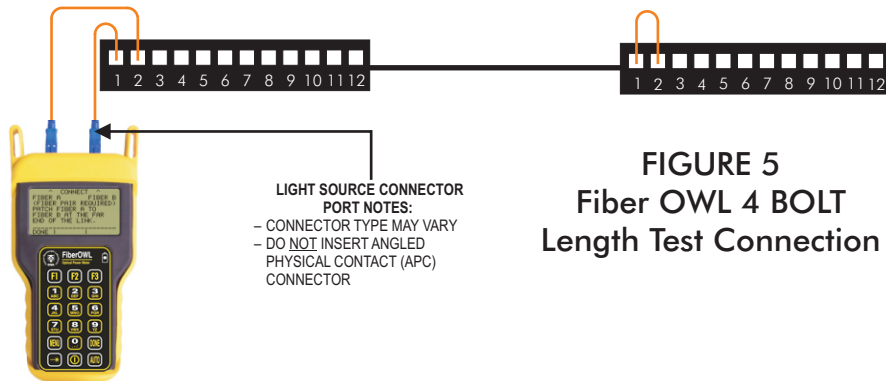 1 2 3 4 5 6 7 8 9 10 11 12
1 2 3 4 5 6 7 8 9 10 11 12
LIGHT SOURCE CONNECTOR
PORT NOTES:
– CONNECTOR TYPE MAY VARY
– DO NOT INSERT ANGLED
PHYSICAL CONTACT (APC)
CONNECTOR
FIGURE 5
Fiber OWL 4 BOLT
Length Test Connection
^ CONNECT ^
FIBER A FIBER B
(FIBER PAIR REQUIRED)
PATCH FIBER A TO
FIBER B AT THE FAR
END OF THE LINK.
DONE | |
FiberOWL
Optical Power Meter
F1 F2 F3
1 2 3
4 5 6
7 8 9
MENU 0 DONE
AUTO